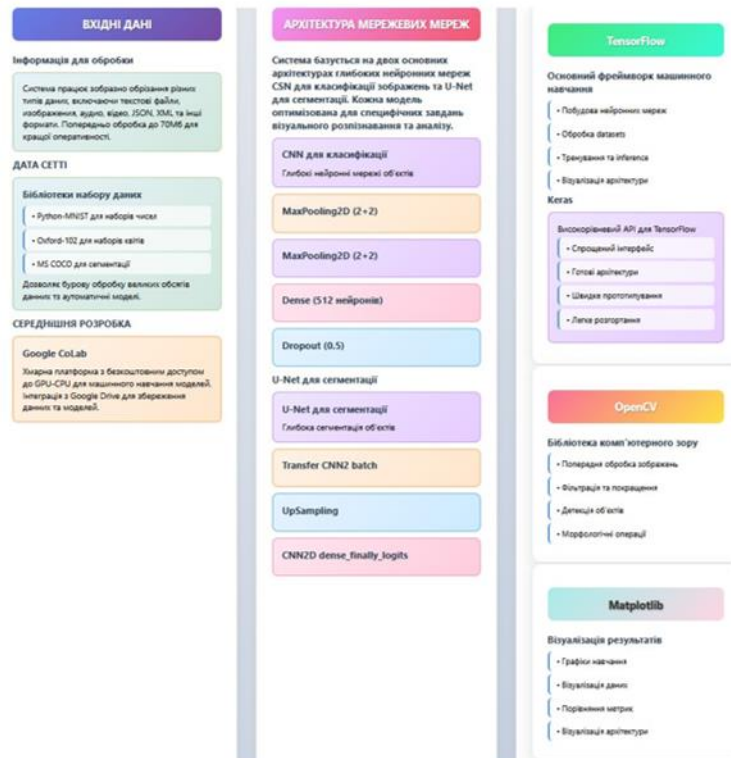 ВХІДНІ ДАНІ
Інформація для обробки
Система працює зображно обрізання різних
типів даних, включаючи текстові файли,
изображення, аудио, відео, JSON, XML та інші
формати. Попередньо обробка до 70Мб для
кращої оперативності.
ДАТА СЕТТІ
Бібліотеки набору даних
• Python-MNIST для наборів чисел
• Oxford-102 для наборів квітів
• MS COCO для сегментації
Дозволяє бурову обробку великих обсягів
данних та аутоматичні моделі.
СЕРЕДНІШНЯ РОЗРОБКА
Google CoLab
Хмарна платформа з безкоштовним доступом
до GPU-CPU для машинного навчання моделей.
Інтеграція з Google Drive для збереження
данних та моделей.
АРХІТЕКТУРА МЕРЕЖЕВИХ МЕРЕЖ
Система базується на двох основних
архітектурах глибоких нейронних мереж
CSN для класифікації зображень та U-Net
для сегментації. Кожна модель
оптимізована для специфічних завдань
візуального розпізнавання та аналізу.
CNN для класифікації
Глибокі нейронні мережі об'єктів
MaxPooling2D (2+2)
MaxPooling2D (2+2)
Dense (512 нейронів)
Dropout (0.5)
U-Net для сегментації
U-Net для сегментації
Глибока сегментація об'єктів
Transfer CNN2 batch
UpSampling
CNN2D dense_finally_logits
TensorFlow
Основний фреймворк машинного
навчання
• Побудова нейронних мереж
• Обробка datasets
• Тренування та inference
• Візуалізація архітектури
Keras
Високорівневий API для TensorFlow
• Спрощений інтерфейс
• Готові архітектури
• Швидке прототипування
• Легке розгортання
OpenCV
Бібліотека комп'ютерного зору
• Попередня обробка зображень
• Фільтрація та покращення
• Детекція об'єктів
• Морфологічні операції
Matplotlib
Візуалізація результатів
• Графіки навчання
• Візуалізація даних
• Порівняння метрик
• Візуалізація архітектури